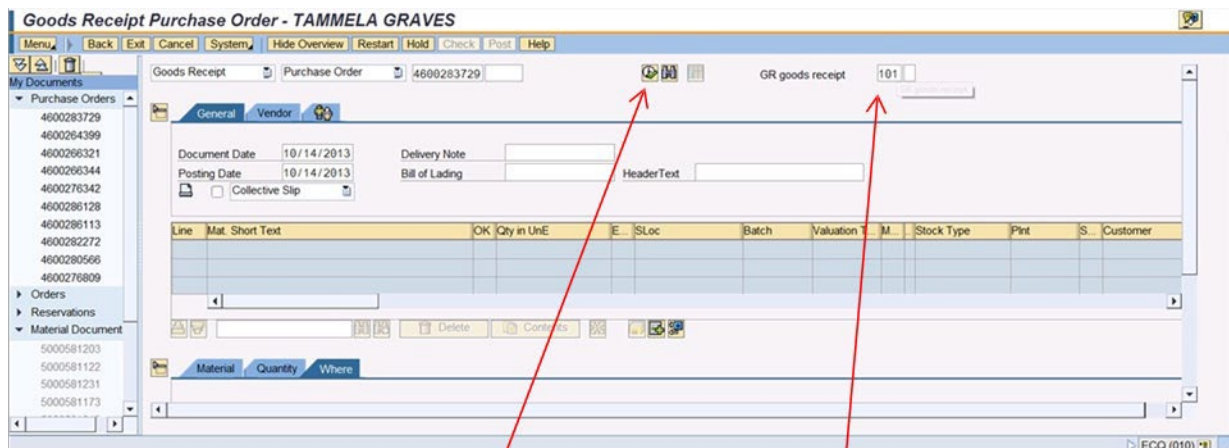 Goods Receipt Purchase Order - TAMMELA GRAVES
Menu Back Exit Cancel System Hide Overview Restart Hold Check Post Help
My Documents
Purchase Orders
4600283729
4600264399
4600266321
4600266344
4600276342
4600286128
4600286113
4600282272
4600280566
4600276809
Orders
Reservations
Material Document
5000581203
5000581122
5000581231
5000581173
Goods Receipt Purchase Order 4600283729 GR goods receipt 101
GR goods receipt
General Vendor
Document Date 10/14/2013 Delivery Note
Posting Date 10/14/2013 Bill of Lading HeaderText
Collective Slip
Line Mat. Short Text OK Qty in UnE E... SLoc Batch Valuation T... M... .. Stock Type Plnt S... Customer
Delete Contents
Material Quantity Where
ECQ (010)